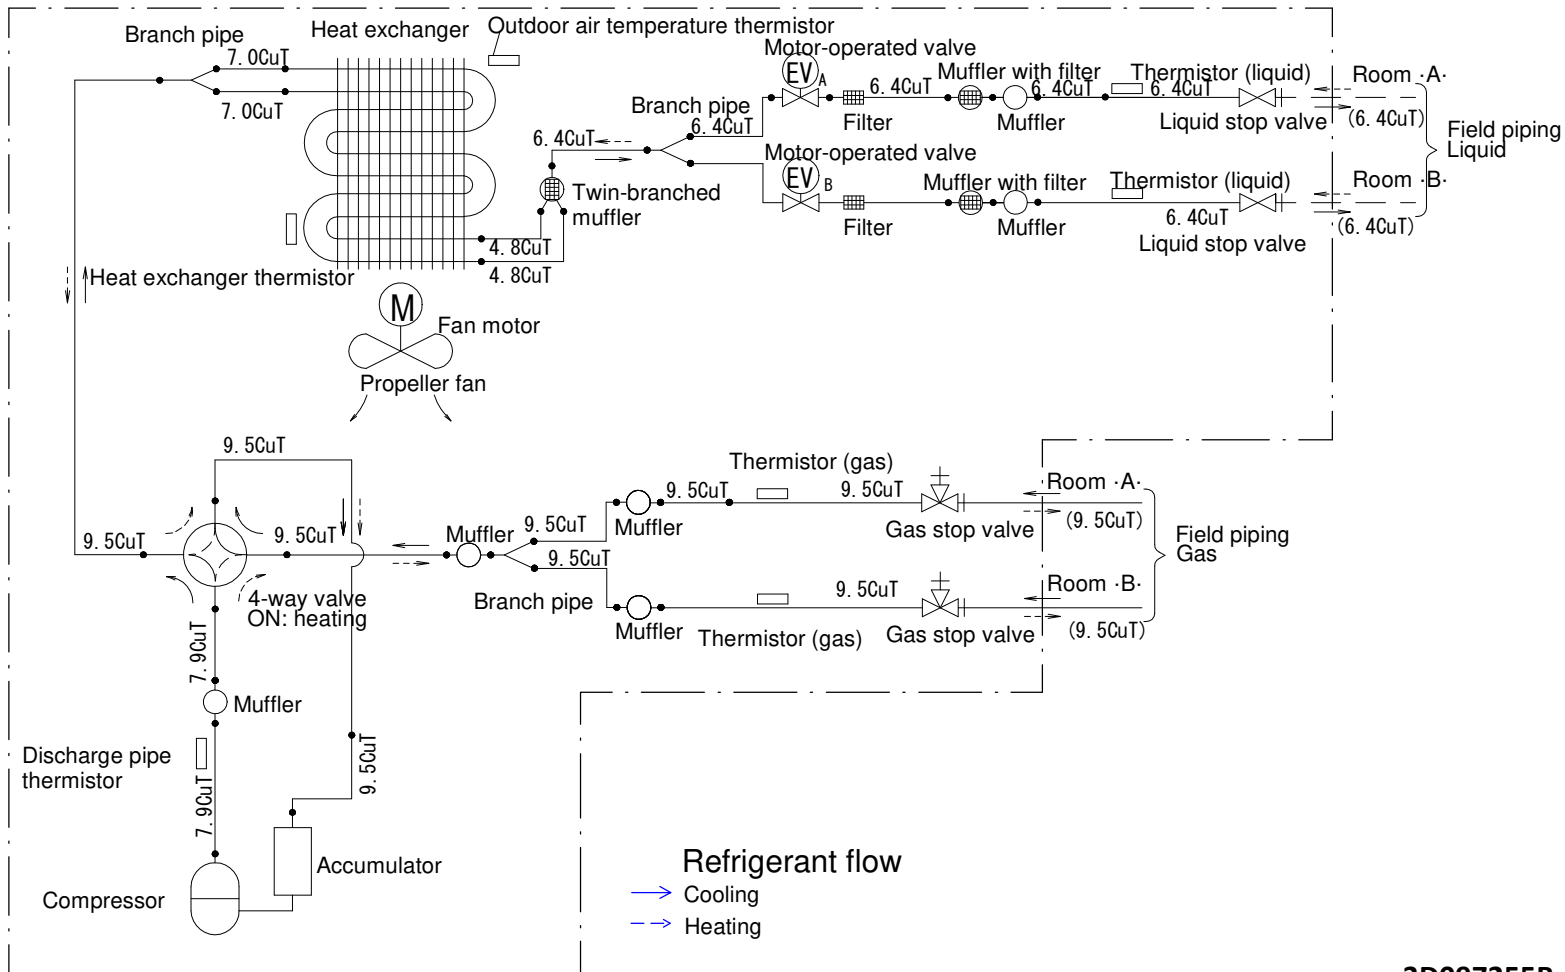 Branch pipe
Heat exchanger
Outdoor air temperature thermistor
7. 0CuT
7. 0CuT
Motor-operated valve
EV
A
6. 4CuT
Muffler with filter
6. 4CuT
Thermistor (liquid)
6. 4CuT
Room ·A·
Branch pipe
6. 4CuT
Filter
Muffler
Liquid stop valve
(6. 4CuT)
Field piping
Liquid
6. 4CuT
Motor-operated valve
EV
B
Muffler with filter
Thermistor (liquid)
Room ·B·
Twin-branched
muffler
Filter
Muffler
6. 4CuT
Liquid stop valve
(6. 4CuT)
4. 8CuT
4. 8CuT
Heat exchanger thermistor
M
Fan motor
Propeller fan
9. 5CuT
Thermistor (gas)
9. 5CuT
9. 5CuT
Room ·A·
9. 5CuT
9. 5CuT
Muffler
9. 5CuT
Muffler
Gas stop valve
(9. 5CuT)
Field piping
Gas
9. 5CuT
9. 5CuT
Room ·B·
4-way valve
ON: heating
Branch pipe
Muffler
Thermistor (gas)
Gas stop valve
(9. 5CuT)
7. 9CuT
Muffler
Discharge pipe
thermistor
7. 9CuT
9. 5CuT
Accumulator
Compressor
Refrigerant flow
Cooling
Heating